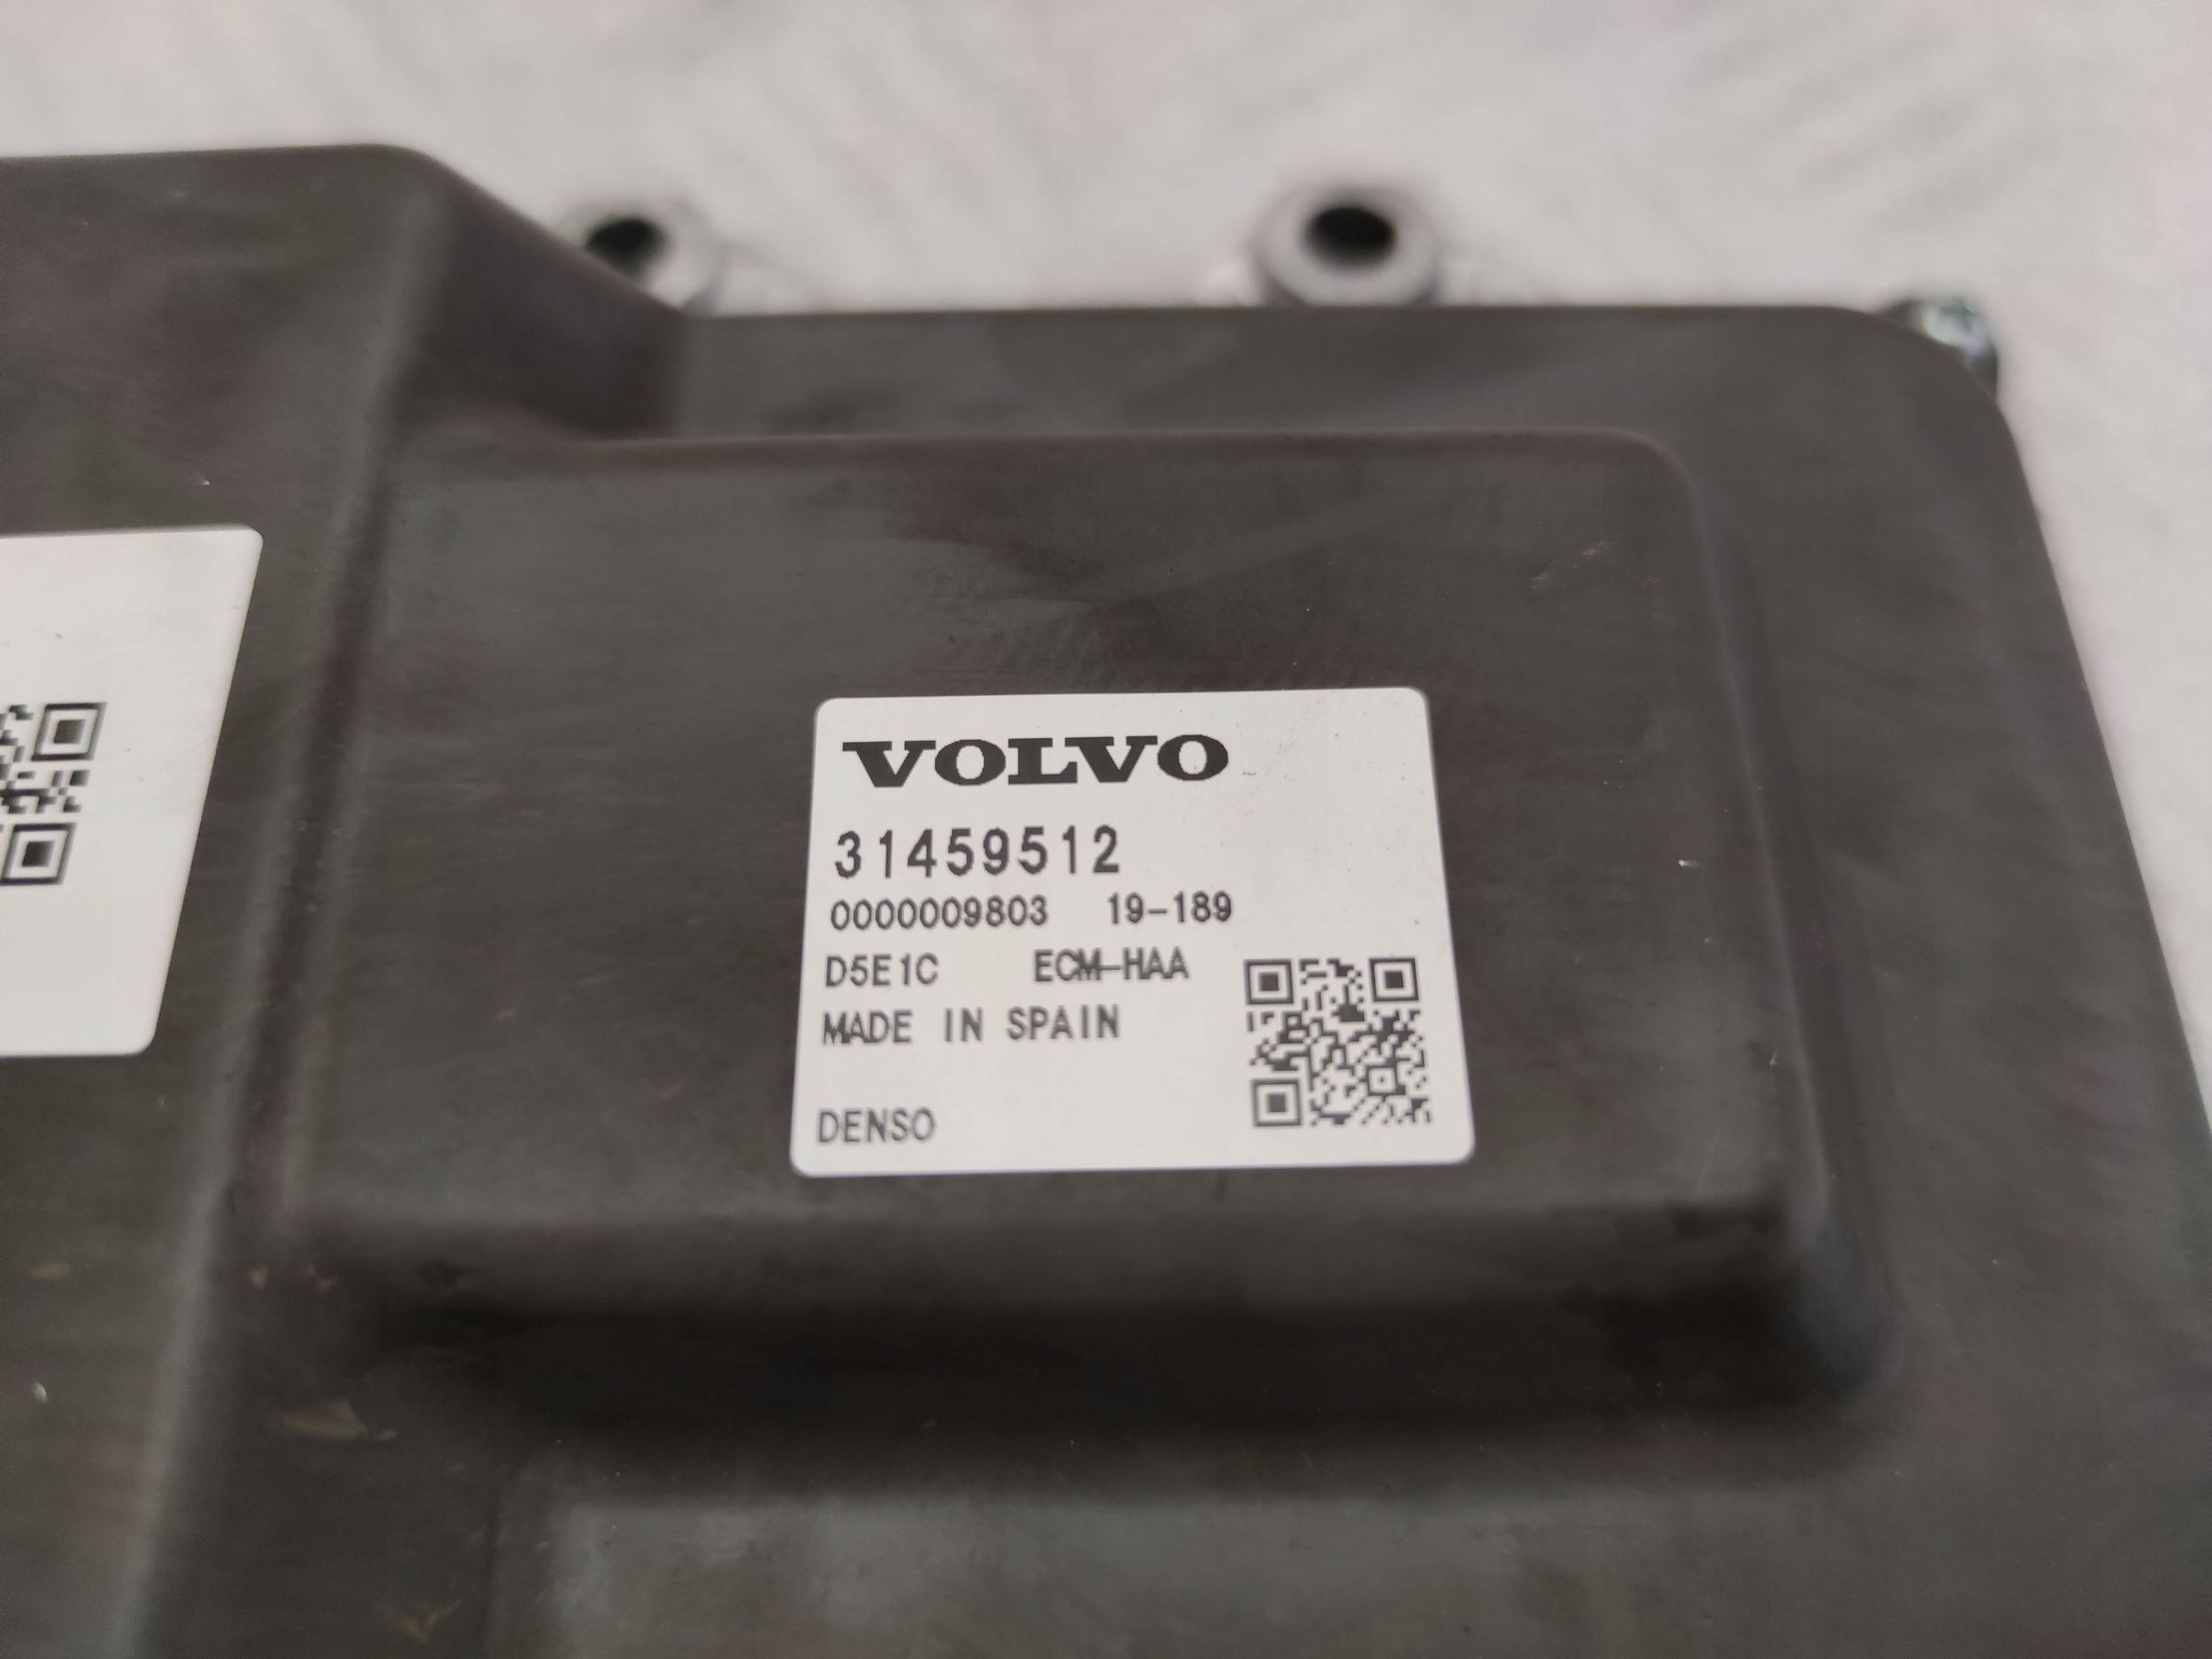 VOLVO
31459512
0000009803 19-189
D5E1C ECM-HAA
MADE IN SPAIN
DENSO